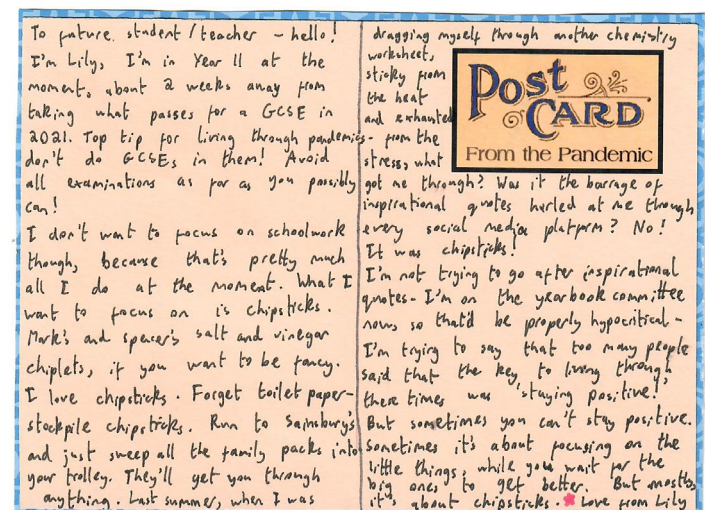 To future student/teacher - hello!
I'm Lily, I'm in Year 11 at the
moment, about 2 weeks away from
taking what passes for a GCSE in
2021. Top tip for living through pandemics-
don't do GCSEs in them! Avoid
all examinations as far as you possibly
can!
I don't want to focus on schoolwork
though, because that's pretty much
all I do at the moment. What I
want to focus on is chipsticks.
Mark's and spencer's salt and vinegar
chiplets, if you want to be fancy.
I love chipsticks. Forget toilet paper-
stockpile chipsticks. Run to Sainsbury's
and just sweep all the family packs into
your trolley. They'll get you through
anything. Last summer, when I was
dragging myself through another chemistry
worksheet,
sticky from
the heat
and exhausted
from the
stress, what
got me through? Was it the barrage of
inspirational quotes hurled at me through
every social media platform? No!
It was chipsticks!
I'm not trying to go after inspirational
quotes- I'm on the yearbook committee
now, so that'd be properly hypocritical -
I'm trying to say that too many people
said that the key to living through
these times was 'staying positive!'
But sometimes you can't stay positive.
Sometimes it's about focusing on the
little things, while you wait for the
big ones to get better. But mostly,
it's about chipsticks. Love from Lily
Post
CARD
From the Pandemic